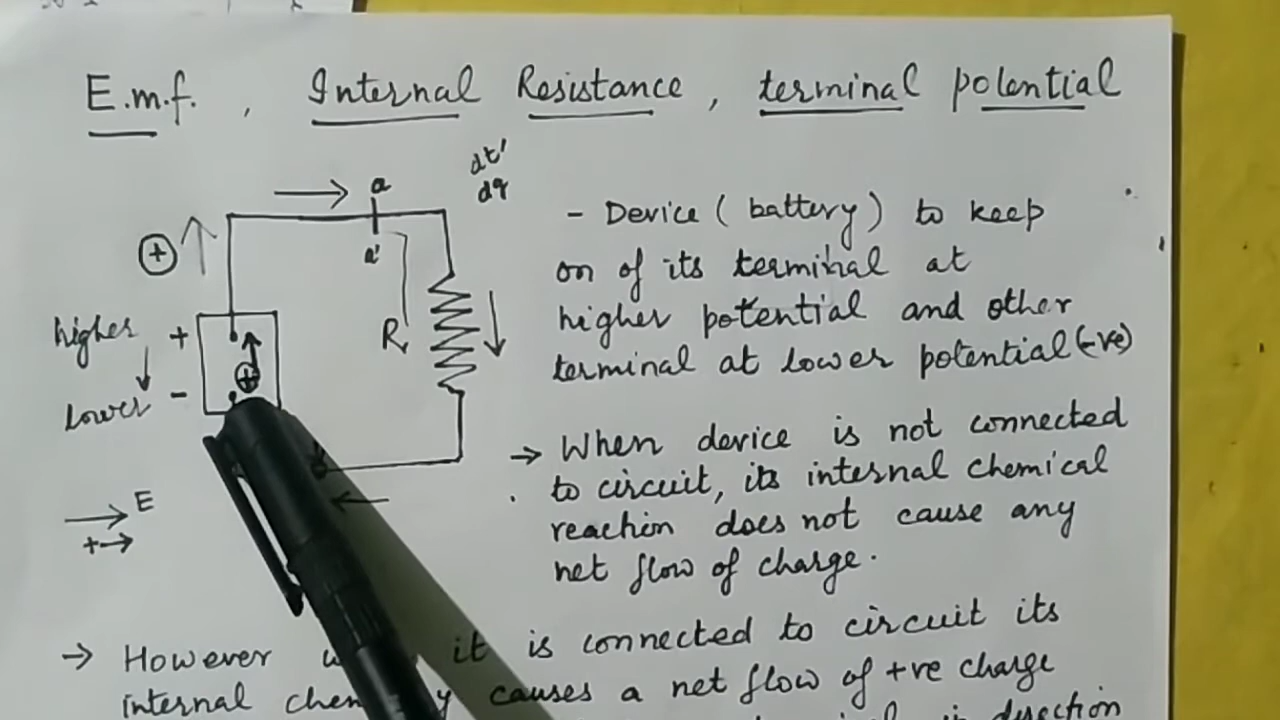 E.m.f. , Internal Resistance , terminal potential
dt'
dq
a
a'
R
higher +
Lower -
+
+
E
+→
- Device (battery) to keep
on of its terminal at
higher potential and other
terminal at lower potential (-ve)
→ When device is not connected
to circuit, its internal chemical
reaction does not cause any
net flow of charge.
→ However it is connected to circuit its
internal causes a net flow of +ve charge
in direction